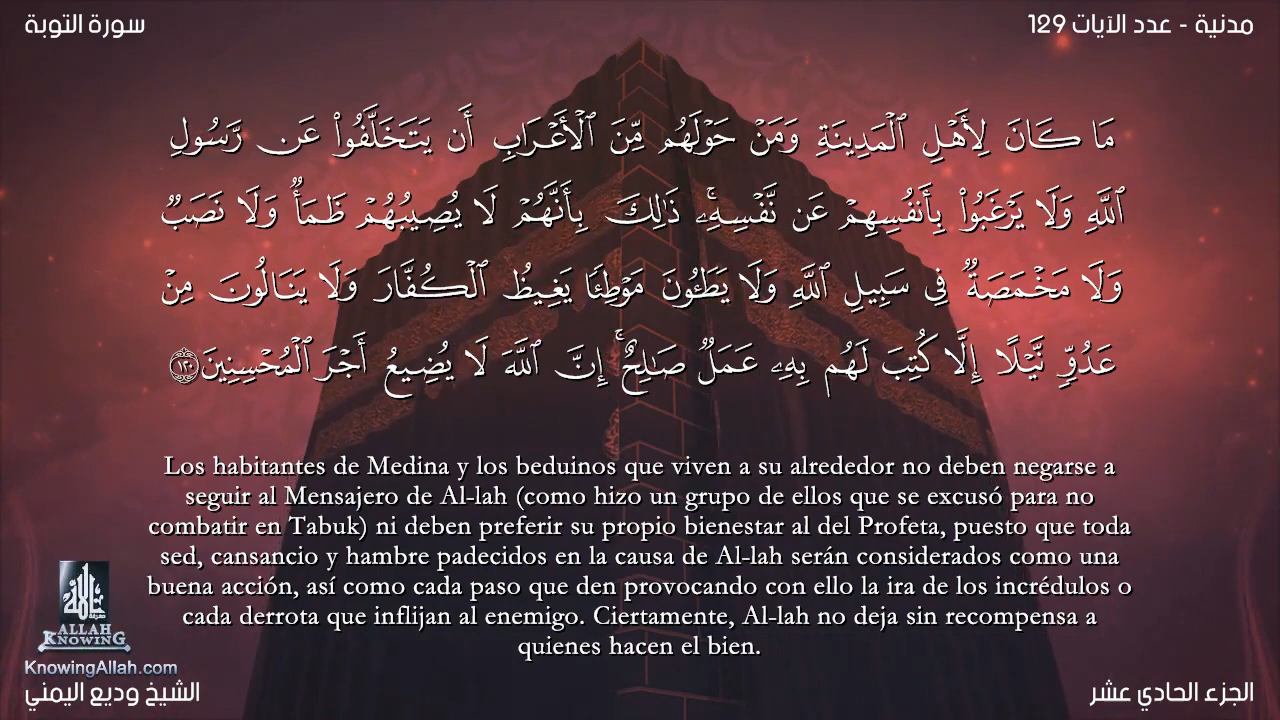 سورة التوبة
مدنية - عدد الآيات 129
مَا كَانَ لِأَهْلِ ٱلْمَدِينَةِ وَمَنْ حَوْلَهُم مِّنَ ٱلْأَعْرَابِ أَن يَتَخَلَّفُوا۟ عَن رَّسُولِ
ٱللَّهِ وَلَا يَرْغَبُوا۟ بِأَنفُسِهِمْ عَن نَّفْسِهِۦ ۚ ذَٰلِكَ بِأَنَّهُمْ لَا يُصِيبُهُمْ ظَمَأٌ وَلَا نَصَبٌ
وَلَا مَخْمَصَةٌ فِى سَبِيلِ ٱللَّهِ وَلَا يَطَـُٔونَ مَوْطِئًا يَغِيظُ ٱلْكُفَّارَ وَلَا يَنَالُونَ مِنْ
عَدُوٍّ نَّيْلًا إِلَّا كُتِبَ لَهُم بِهِۦ عَمَلٌ صَـٰلِحٌ ۚ إِنَّ ٱللَّهَ لَا يُضِيعُ أَجْرَ ٱلْمُحْسِنِينَ ١٢٠
Los habitantes de Medina y los beduinos que viven a su alrededor no deben negarse a
seguir al Mensajero de Al-lah (como hizo un grupo de ellos que se excusó para no
combatir en Tabuk) ni deben preferir su propio bienestar al del Profeta, puesto que toda
sed, cansancio y hambre padecidos en la causa de Al-lah serán considerados como una
buena acción, así como cada paso que den provocando con ello la ira de los incrédulos o
cada derrota que inflijan al enemigo. Ciertamente, Al-lah no deja sin recompensa a
quienes hacen el bien.
ALLAH
KNOWING
KnowingAllah.com
الشيخ وديع اليمني
الجزء الحادي عشر